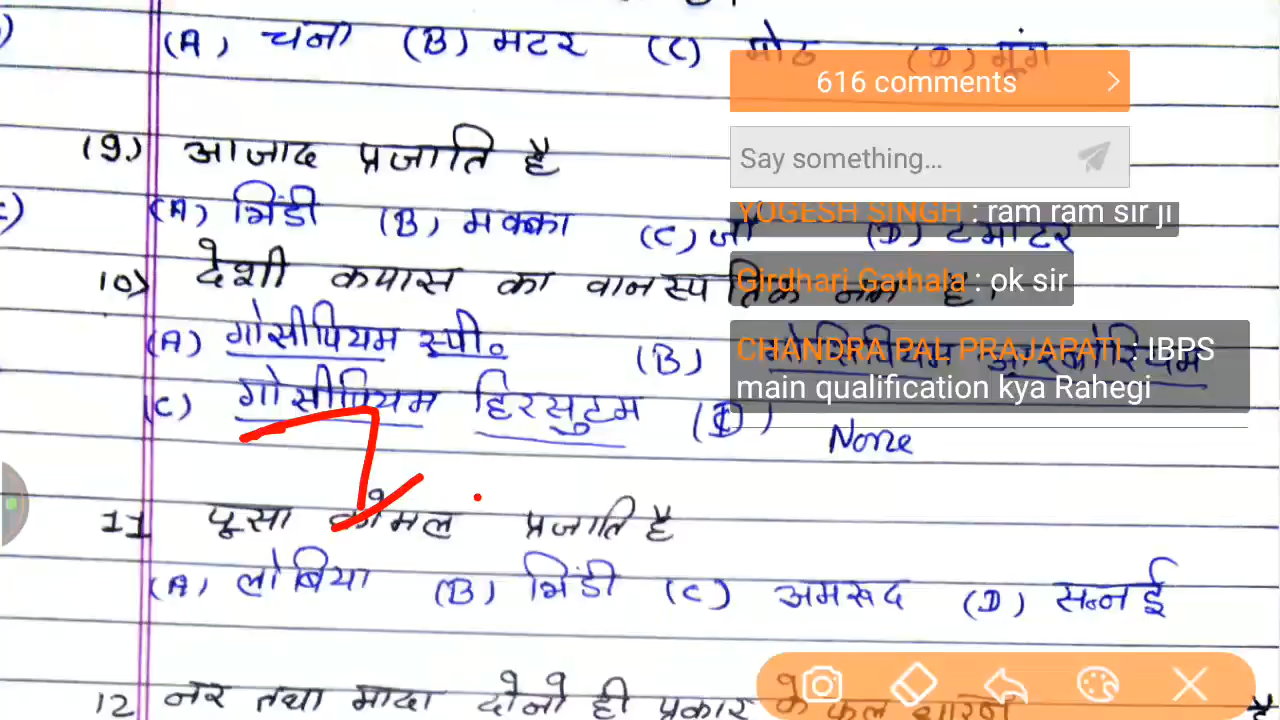 (A) चना (B) मटर (C) मोठ (D) मूंग
616 comments
(9.) आजाद प्रजाति है
Say something...
(A) भिंडी (B) मक्का (C) जौ (D) टमाटर
YOGESH SINGH : ram ram sir ji
10) देशी कपास का वानस्पतिक नाम है।
Girdhari Gathala : ok sir
(A) गोसीपियम स्पी० (B) गोसिपियम
CHANDRA PAL PRAJAPATI : IBPS
main qualification kya Rahegi
(C) गोसीपियम हिरसुटम (D) None
11 पूसा कोमल प्रजाति है
(A) लोबिया (B) भिंडी (C) अमरूद (D) सन्नई
12 नर तथा मादा दोनो ही प्रकार के फूल है